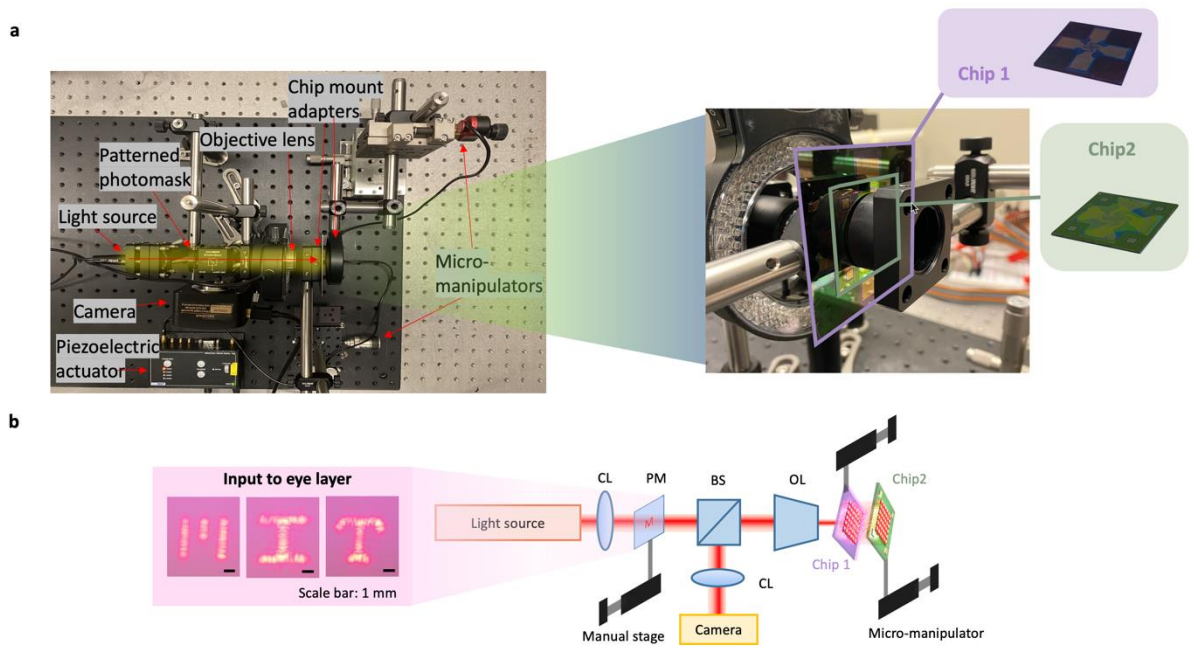 a
Chip 1
Chip mount
adapters
Objective lens
Patterned
photomask
Light source
Micro-
manipulators
Camera
Piezoelectric
actuator
Chip2
b
Input to eye layer
M
I
T
Scale bar: 1 mm
Light source
CL
PM
M
BS
OL
Chip 1
Chip2
CL
Camera
Manual stage
Micro-manipulator